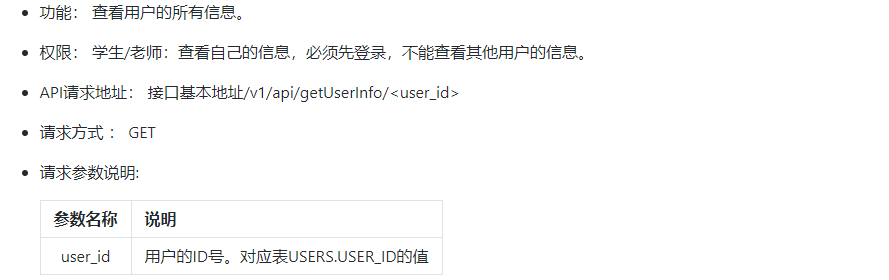 功能： 查看用户的所有信息。
权限： 学生/老师：查看自己的信息，必须先登录，不能查看其他用户的信息。
API请求地址： 接口基本地址/v1/api/getUserInfo/<user_id>
请求方式 ： GET
请求参数说明:
参数名称 说明
user_id 用户的ID号。对应表USERS.USER_ID的值